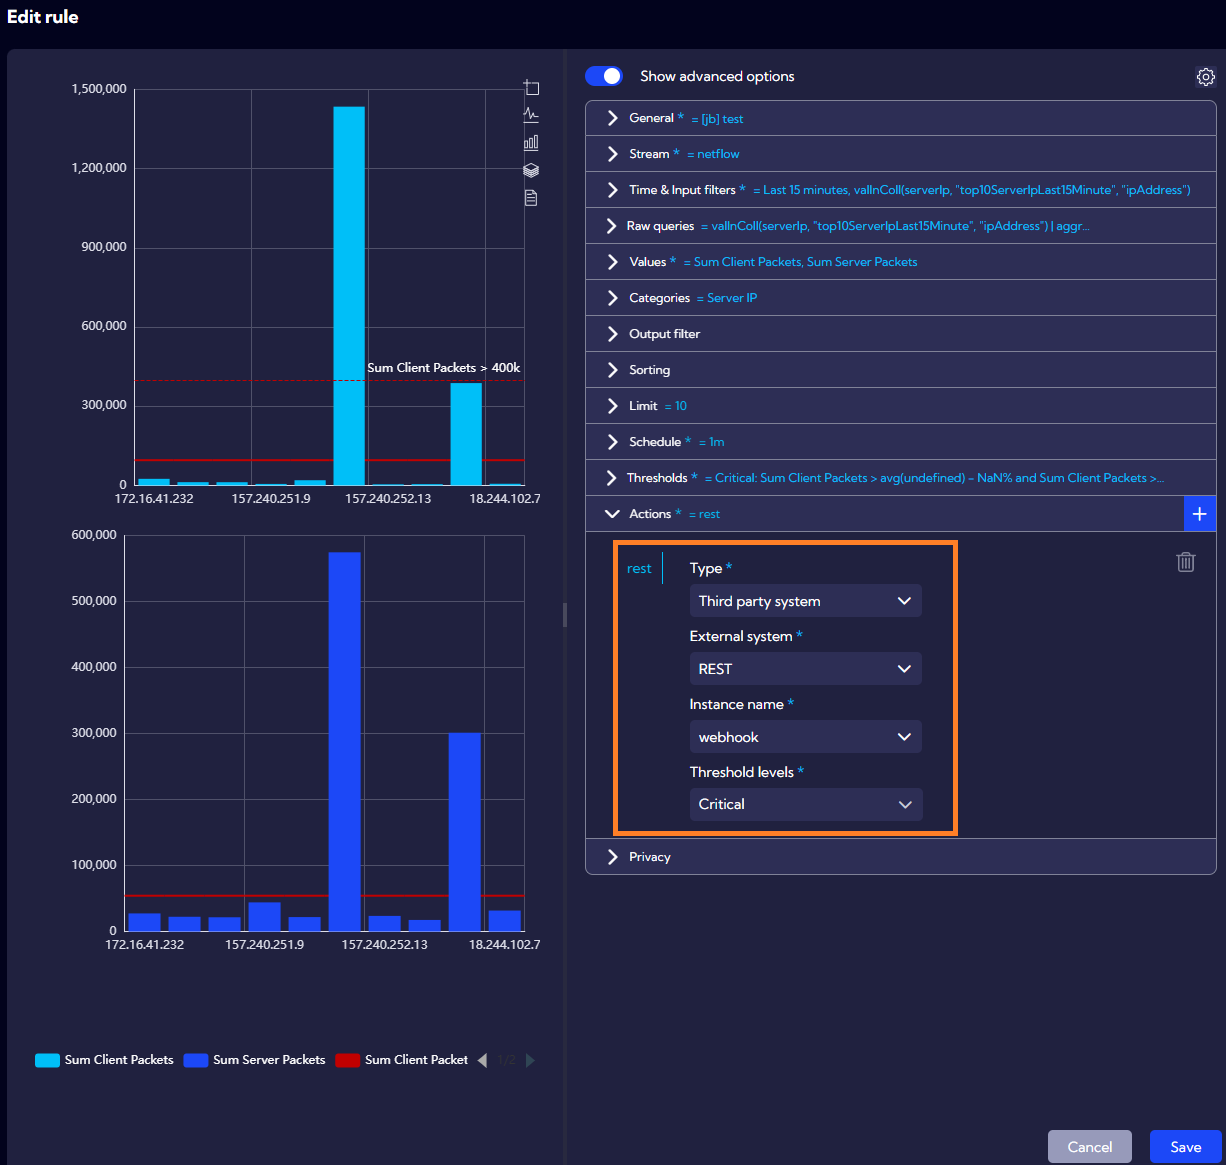 Edit rule
1,500,000
1,200,000
900,000
600,000
300,000
0
Sum Client Packets > 400k
172.16.41.232 157.240.251.9 157.240.252.13 18.244.102.7
600,000
500,000
400,000
300,000
200,000
100,000
0
172.16.41.232 157.240.251.9 157.240.252.13 18.244.102.7
Sum Client Packets Sum Server Packets Sum Client Packet 1/2
Show advanced options
General * = [jb] test
Stream * = netflow
Time & Input filters * = Last 15 minutes, valInColl(serverIp, "top10ServerIpLast15Minute", "ipAddress")
Raw queries = valInColl(serverIp, "top10ServerIpLast15Minute", "ipAddress") | aggr...
Values * = Sum Client Packets, Sum Server Packets
Categories = Server IP
Output filter
Sorting
Limit = 10
Schedule * = 1m
Thresholds * = Critical: Sum Client Packets > avg(undefined) - NaN% and Sum Client Packets >...
Actions * = rest
+
rest
Type *
Third party system
External system *
REST
Instance name *
webhook
Threshold levels *
Critical
Privacy
Cancel Save